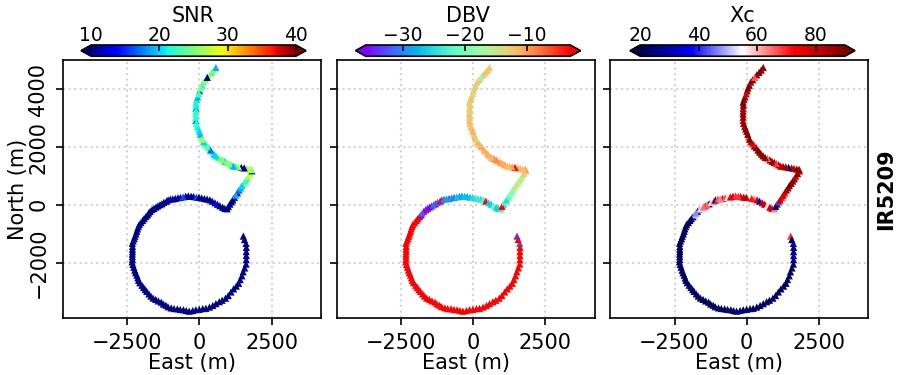 SNR
10 20 30 40
DBV
−30 −20 −10
Xc
20 40 60 80
North (m)
4000
2000
0
−2000
−2500 0 2500
East (m)
−2500 0 2500
East (m)
−2500 0 2500
East (m)
IR5209